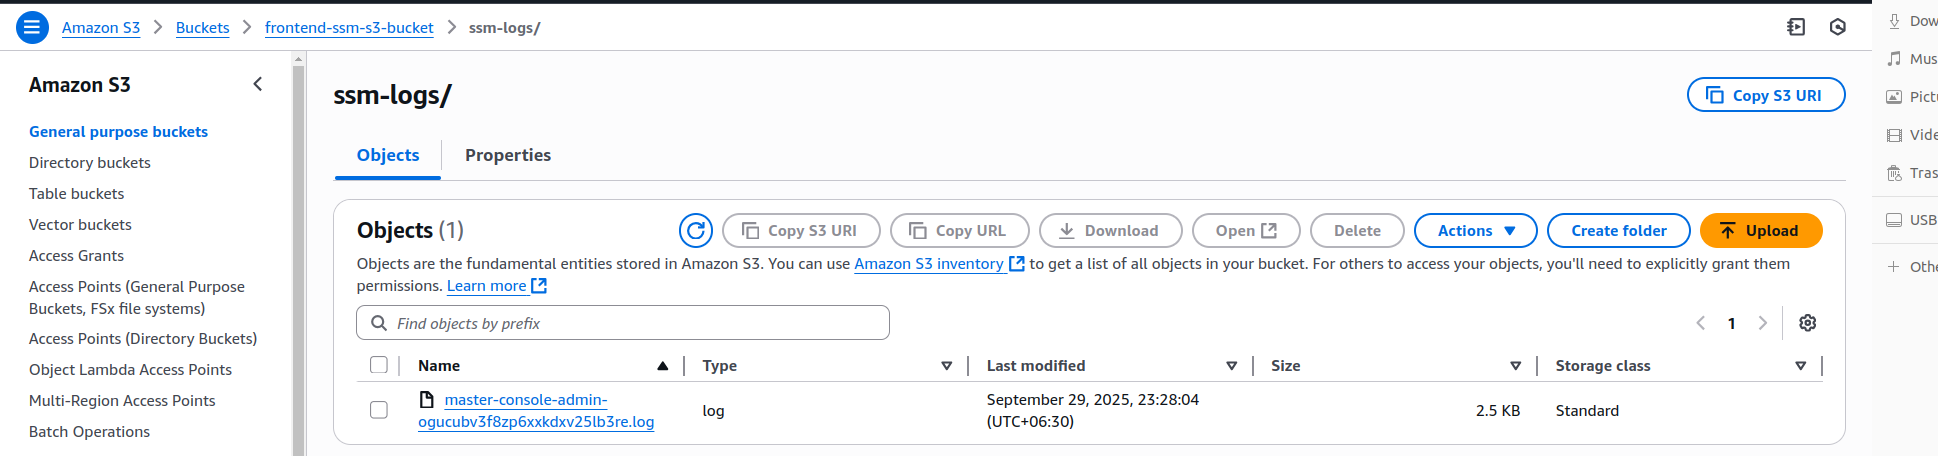 Amazon S3 > Buckets > frontend-ssm-s3-bucket > ssm-logs/
Amazon S3
General purpose buckets
Directory buckets
Table buckets
Vector buckets
Access Grants
Access Points (General Purpose
Buckets, FSx file systems)
Access Points (Directory Buckets)
Object Lambda Access Points
Multi-Region Access Points
Batch Operations
ssm-logs/
Copy S3 URI
Objects Properties
Objects (1)
Copy S3 URI Copy URL Download Open Delete Actions Create folder Upload
Objects are the fundamental entities stored in Amazon S3. You can use Amazon S3 inventory to get a list of all objects in your bucket. For others to access your objects, you'll need to explicitly grant them
permissions. Learn more
Find objects by prefix
1
Name Type Last modified Size Storage class
master-console-admin-
ogucubv3f8zp6xxkdxv25lb3re.log
log
September 29, 2025, 23:28:04
(UTC+06:30)
2.5 KB
Standard
Dow
Mus
Pict
Vide
Tras
USB
+ Othe